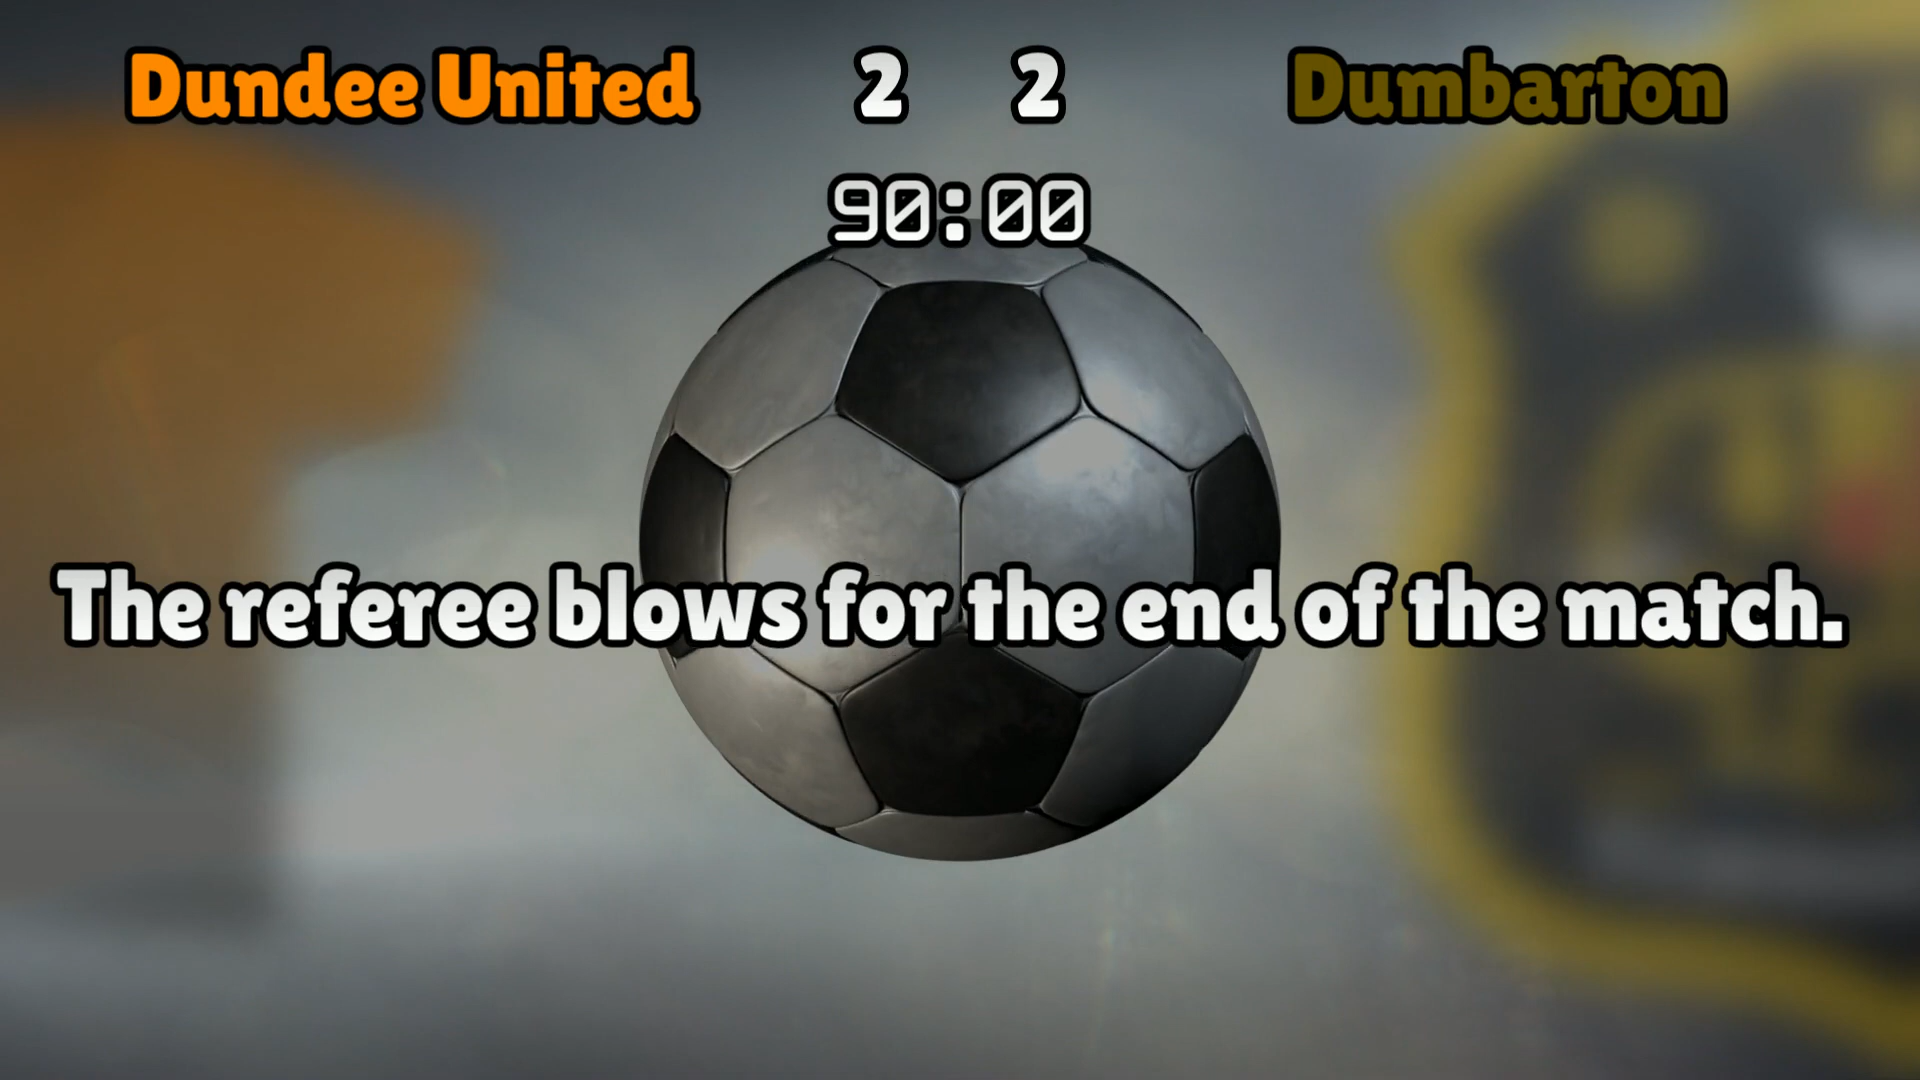 Dundee United 2 2 Dumbarton
90:00
The referee blows for the end of the match.